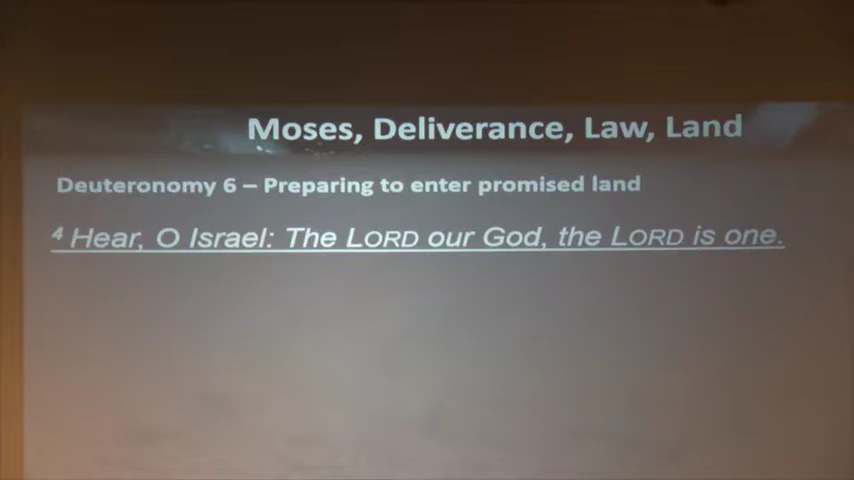 Moses, Deliverance, Law, Land
Deuteronomy 6 – Preparing to enter promised land
⁴ Hear, O Israel: The LORD our God, the LORD is one.